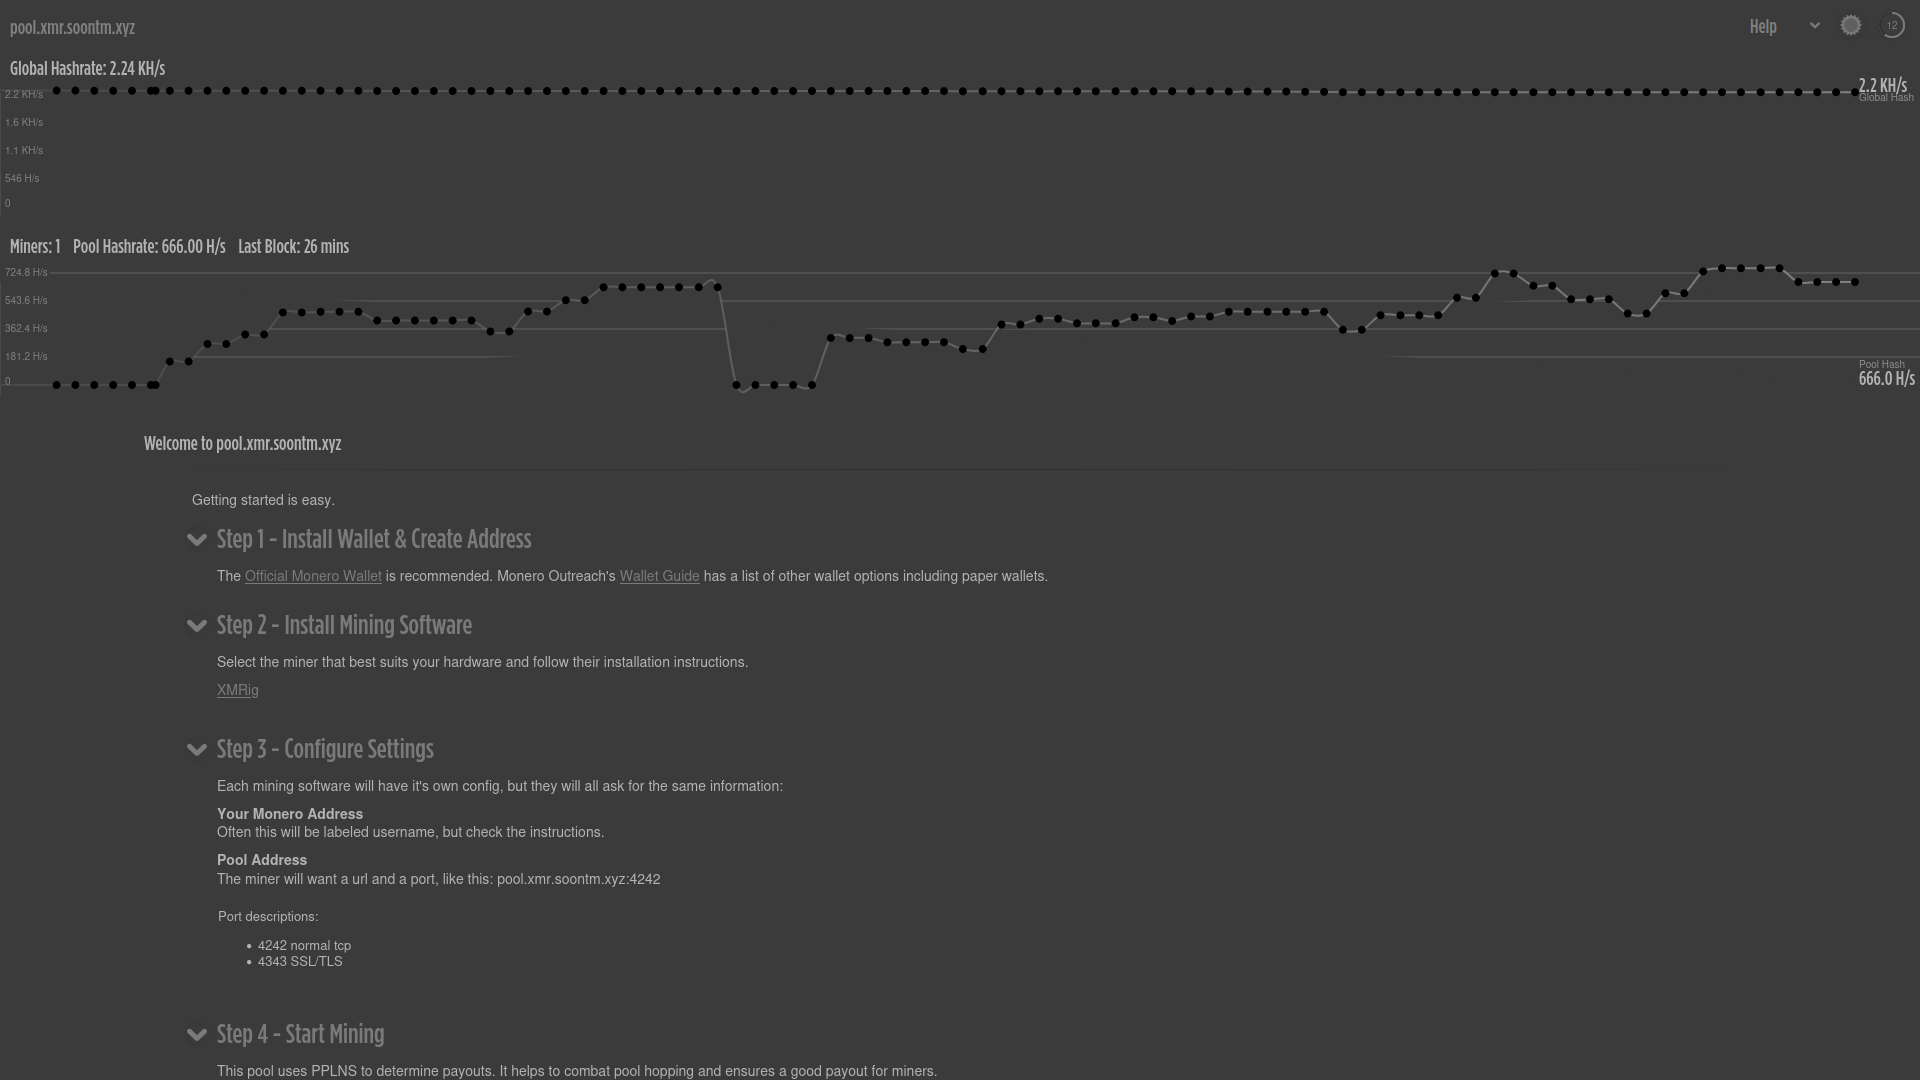 pool.xmr.soontm.xyz
Help
12
Global Hashrate: 2.24 KH/s
2.2 KH/s
1.6 KH/s
1.1 KH/s
546 H/s
0
2.2 KH/s
Global Hash
Miners: 1 Pool Hashrate: 666.00 H/s Last Block: 26 mins
724.8 H/s
543.6 H/s
362.4 H/s
181.2 H/s
0
Pool Hash
666.0 H/s
Welcome to pool.xmr.soontm.xyz
Getting started is easy.
Step 1 - Install Wallet & Create Address
The Official Monero Wallet is recommended. Monero Outreach's Wallet Guide has a list of other wallet options including paper wallets.
Step 2 - Install Mining Software
Select the miner that best suits your hardware and follow their installation instructions.
XMRig
Step 3 - Configure Settings
Each mining software will have it's own config, but they will all ask for the same information:
Your Monero Address
Often this will be labeled username, but check the instructions.
Pool Address
The miner will want a url and a port, like this: pool.xmr.soontm.xyz:4242
Port descriptions:
• 4242 normal tcp
• 4343 SSL/TLS
Step 4 - Start Mining
This pool uses PPLNS to determine payouts. It helps to combat pool hopping and ensures a good payout for miners.